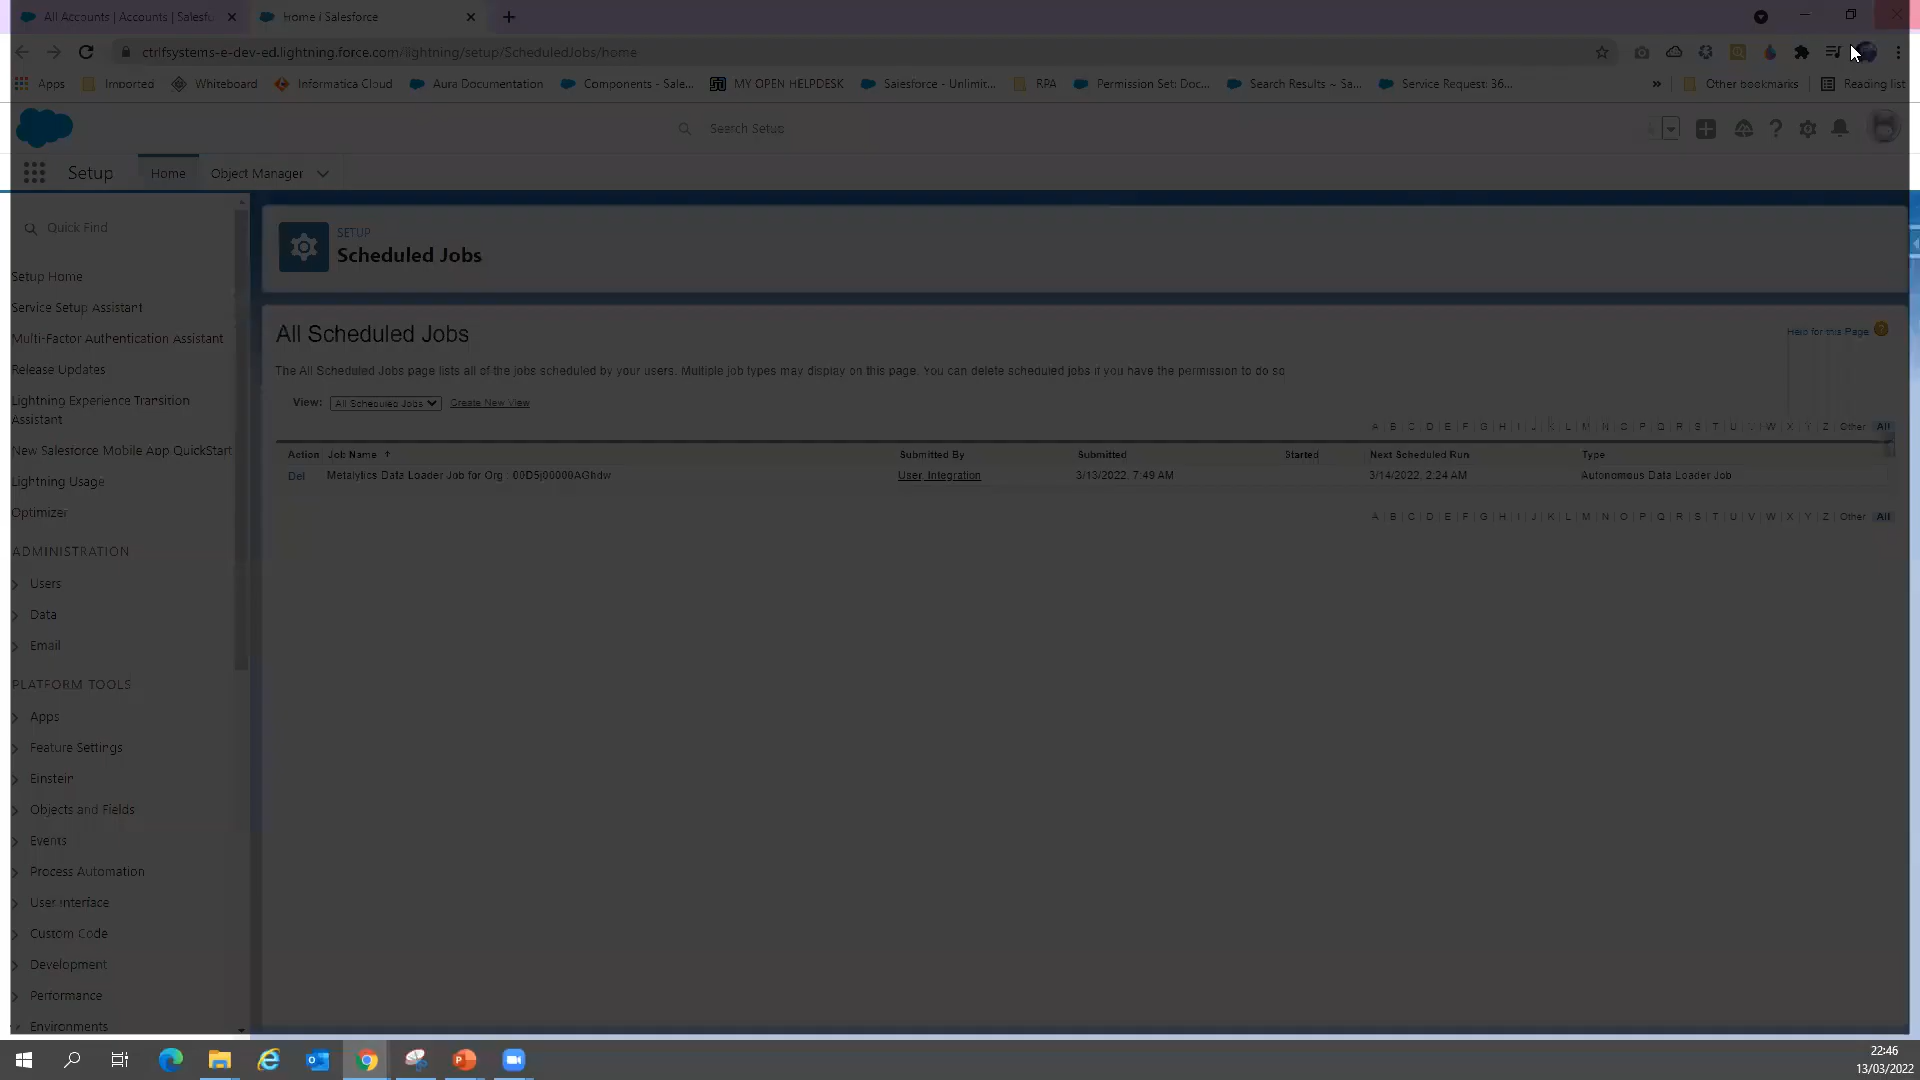 All Accounts | Accounts | Salesfo
Home | Salesforce
ctrlfsystems-e-dev-ed.lightning.force.com/lightning/setup/ScheduledJobs/home
Apps
Imported
Whiteboard
Informatica Cloud
Aura Documentation
Components - Sale...
MY OPEN HELPDESK
Salesforce - Unlimit...
RPA
Permission Set: Doc...
Search Results ~ Sa...
Service Request: 36...
»
Other bookmarks
Reading list
Search Setup
Setup
Home
Object Manager
Quick Find
Setup Home
Service Setup Assistant
Multi-Factor Authentication Assistant
Release Updates
Lightning Experience Transition
Assistant
New Salesforce Mobile App QuickStart
Lightning Usage
Optimizer
ADMINISTRATION
Users
Data
Email
PLATFORM TOOLS
Apps
Feature Settings
Einstein
Objects and Fields
Events
Process Automation
User Interface
Custom Code
Development
Performance
Environments
SETUP
Scheduled Jobs
All Scheduled Jobs
Help for this Page
The All Scheduled Jobs page lists all of the jobs scheduled by your users. Multiple job types may display on this page. You can delete scheduled jobs if you have the permission to do so
View: All Scheduled Jobs Create New View
A | B | C | D | E | F | G | H | I | J | K | L | M | N | O | P | Q | R | S | T | U | V | W | X | Y | Z | Other All
Action Job Name ↑ Submitted By Submitted Started Next Scheduled Run Type
Del Metalytics Data Loader Job for Org : 00D5j00000AGhdw User, Integration 3/13/2022, 7:49 AM 3/14/2022, 2:24 AM Autonomous Data Loader Job
A | B | C | D | E | F | G | H | I | J | K | L | M | N | O | P | Q | R | S | T | U | V | W | X | Y | Z | Other All
22:46
13/03/2022